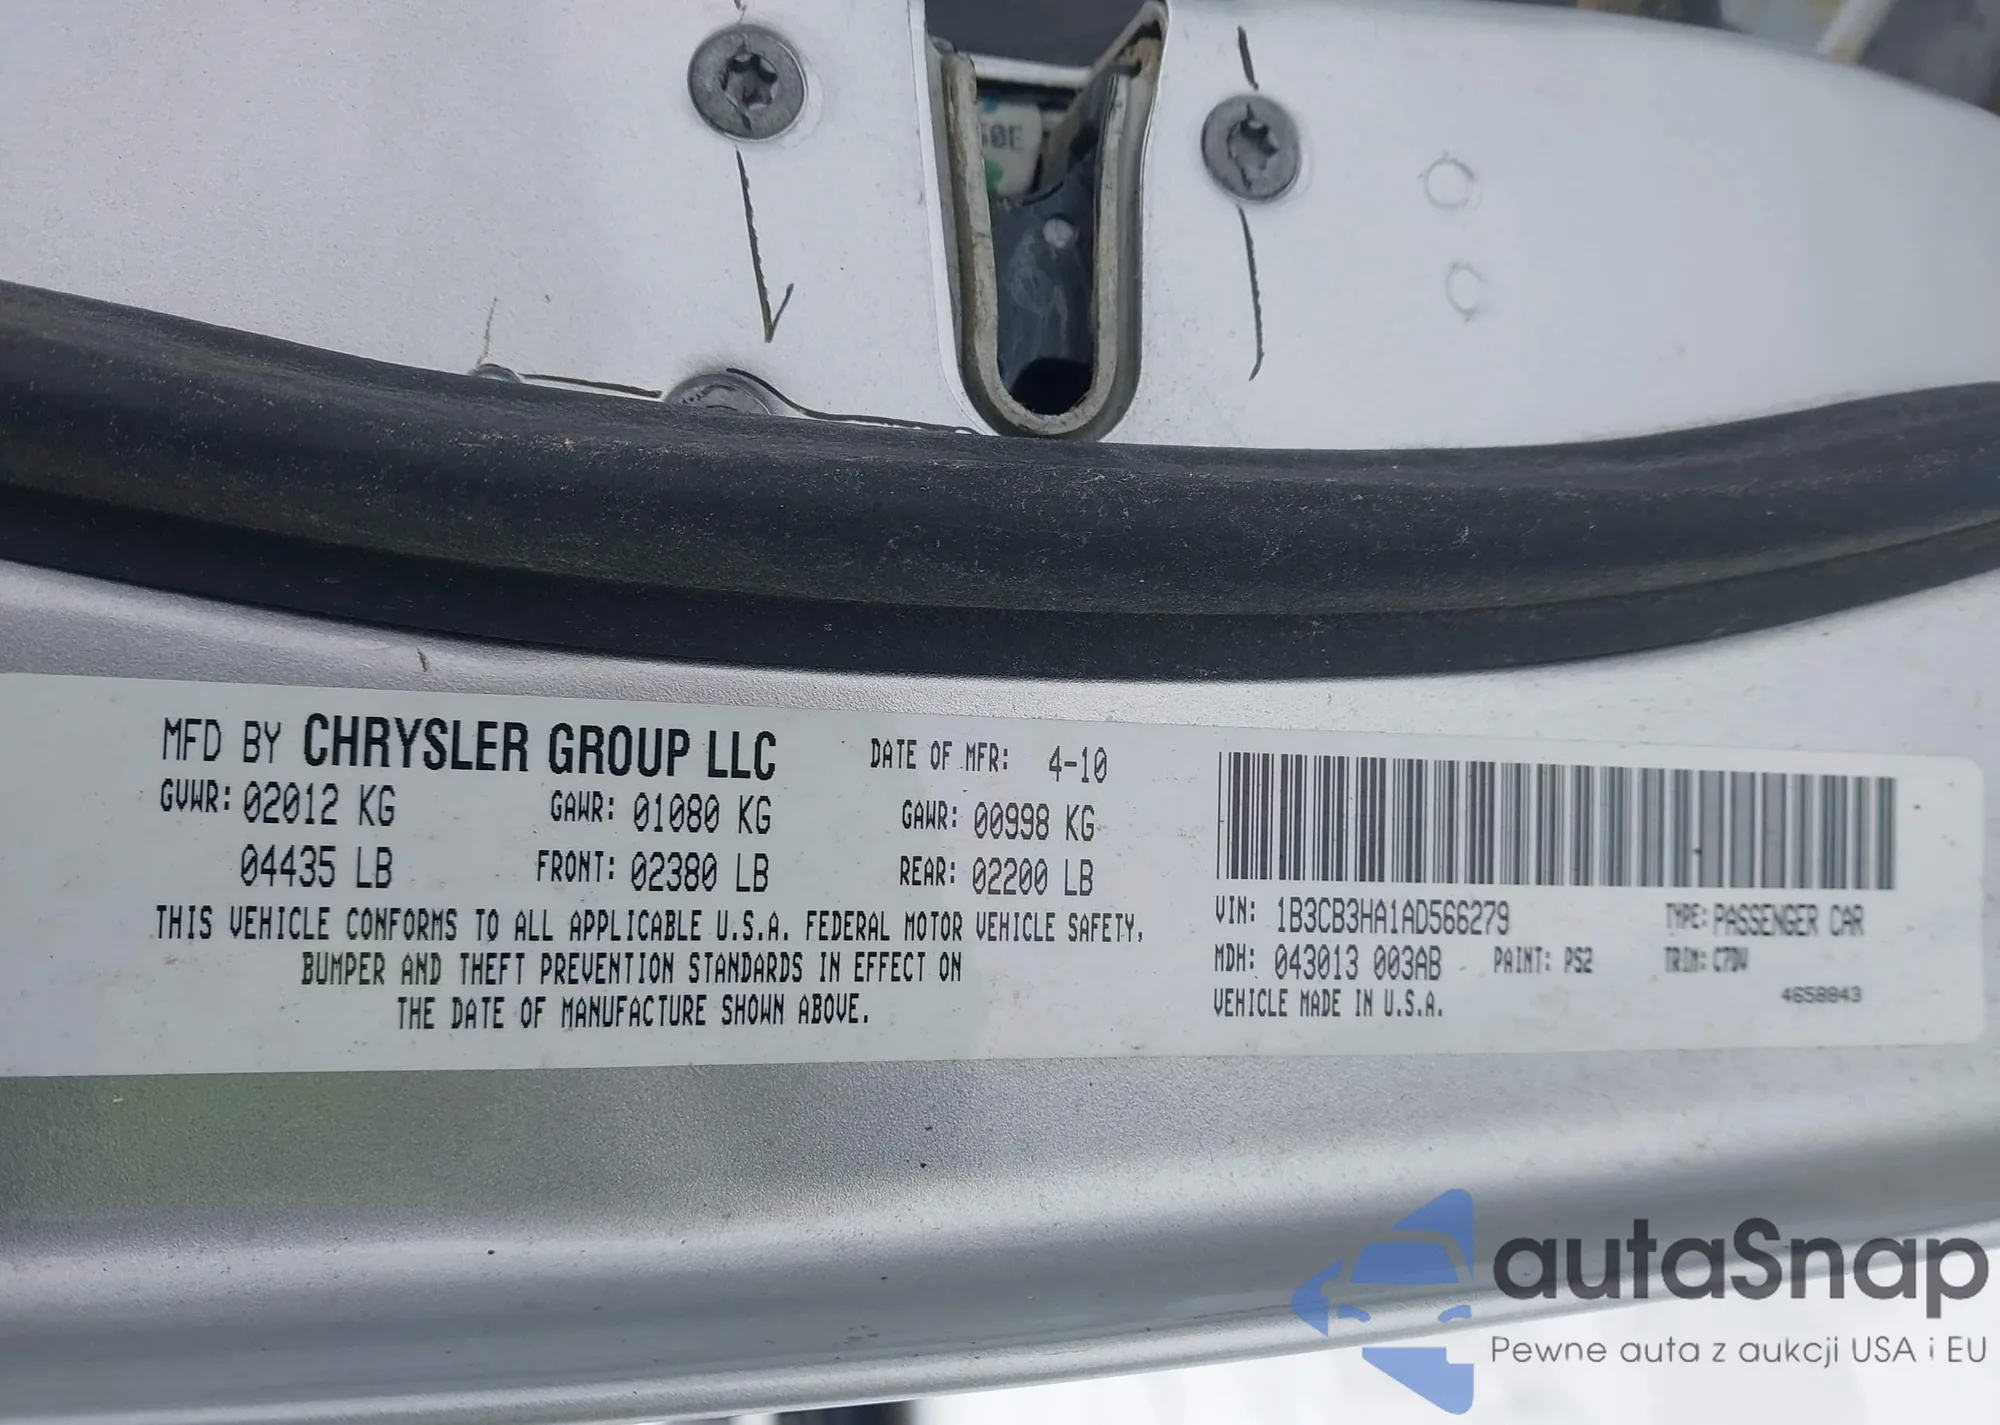 50E
MFD BY CHRYSLER GROUP LLC DATE OF MFR: 4-10
GVWR: 02012 KG GAWR: 01080 KG GAWR: 00998 KG
04435 LB FRONT: 02380 LB REAR: 02200 LB
THIS VEHICLE CONFORMS TO ALL APPLICABLE U.S.A. FEDERAL MOTOR VEHICLE SAFETY,
BUMPER AND THEFT PREVENTION STANDARDS IN EFFECT ON
THE DATE OF MANUFACTURE SHOWN ABOVE.
VIN: 1B3CB3HA1AD566279 TYPE: PASSENGER CAR
MDH: 043013 003AB PAINT: PS2 TRIM: C7DV
VEHICLE MADE IN U.S.A. 4658843
autaSnap
Pewne auta z aukcji USA i EU